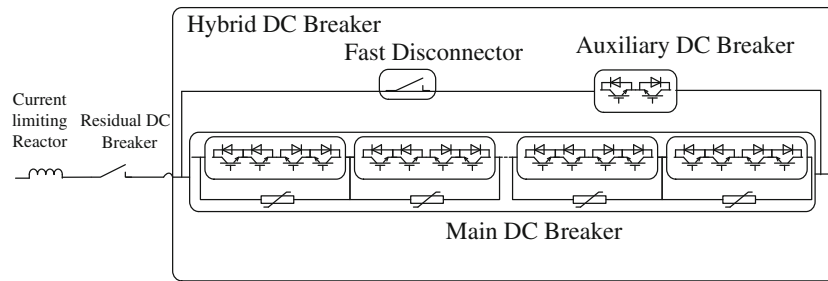 Hybrid DC Breaker
Fast Disconnector
Auxiliary DC Breaker
Current
limiting
Reactor
Residual DC
Breaker
Main DC Breaker